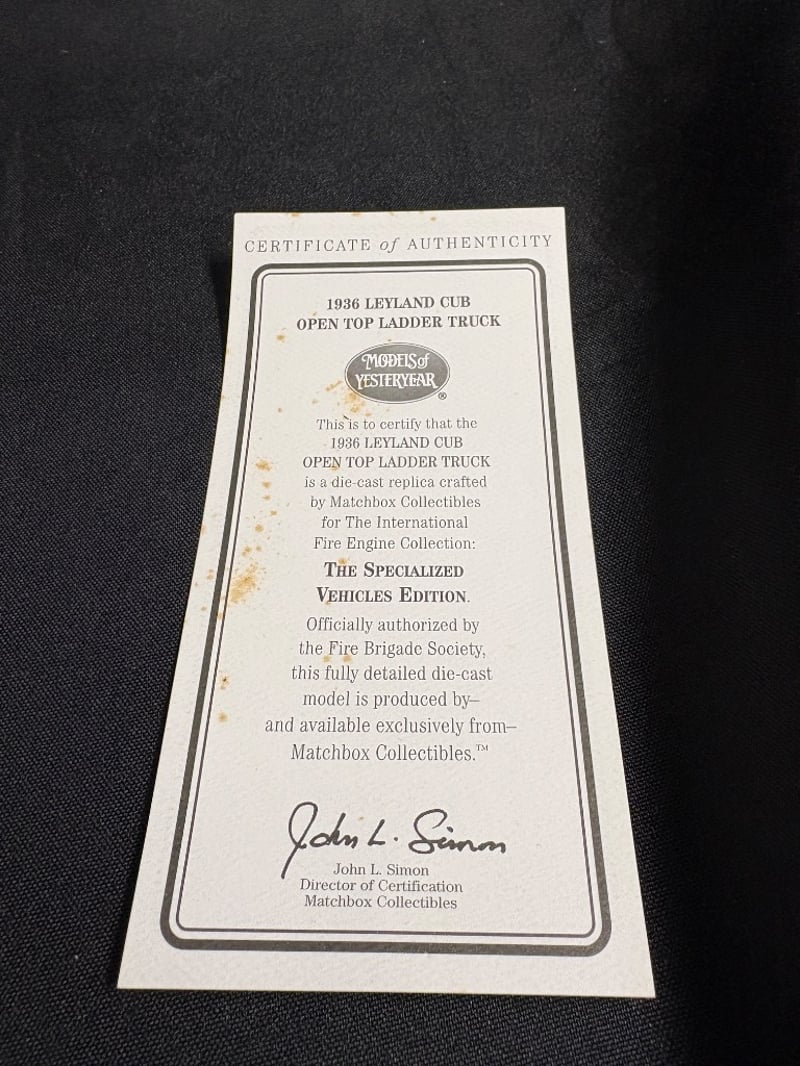 CERTIFICATE of AUTHENTICITY
1936 LEYLAND CUB
OPEN TOP LADDER TRUCK
MODELS of
YESTERYEAR
®
This is to certify that the
1936 LEYLAND CUB
OPEN TOP LADDER TRUCK
is a die-cast replica crafted
by Matchbox Collectibles
for The International
Fire Engine Collection:
THE SPECIALIZED
VEHICLES EDITION.
Officially authorized by
the Fire Brigade Society,
this fully detailed die-cast
model is produced by–
and available exclusively from–
Matchbox Collectibles.™
John L. Simon
John L. Simon
Director of Certification
Matchbox Collectibles